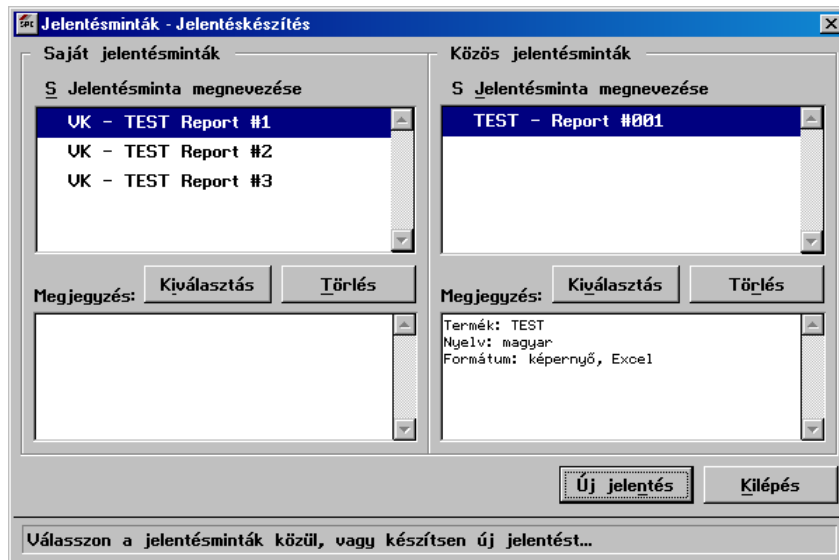 SPC Jelentésminták - Jelentéskészítés
Saját jelentésminták
S Jelentésminta megnevezése
VK - TEST Report #1
VK - TEST Report #2
VK - TEST Report #3
Megjegyzés: Kiválasztás Törlés
Közös jelentésminták
S Jelentésminta megnevezése
TEST - Report #001
Megjegyzés: Kiválasztás Törlés
Termék: TEST
Nyelv: magyar
Formátum: képernyő, Excel
Új jelentés Kilépés
Válasszon a jelentésminták közül, vagy készítsen új jelentést...